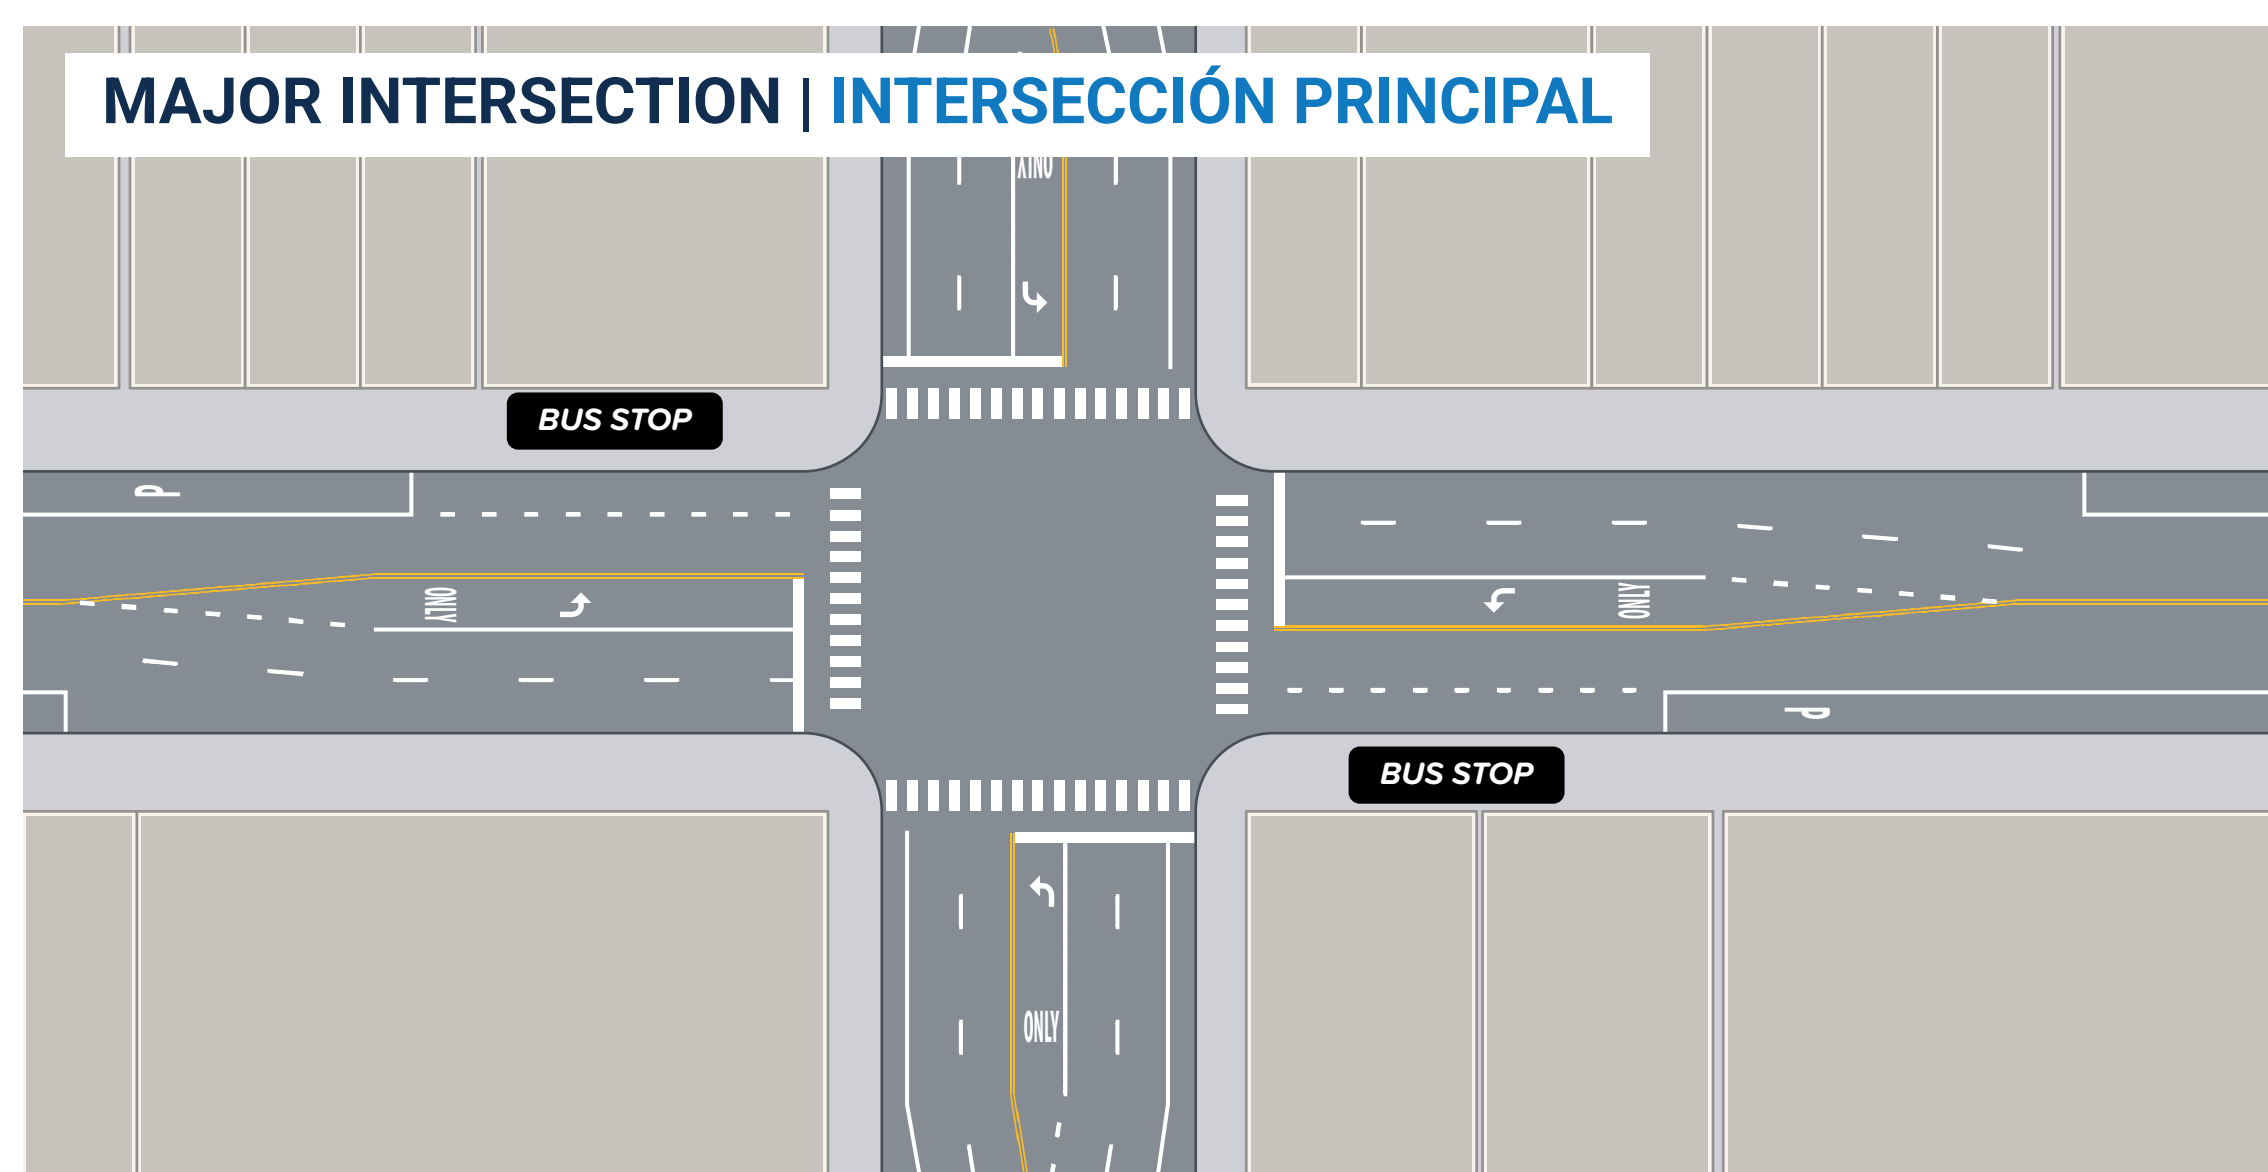 MAJOR INTERSECTION | INTERSECCIÓN PRINCIPAL
ONLY
BUS STOP
P
ONLY
ONLY
P
BUS STOP
ONLY